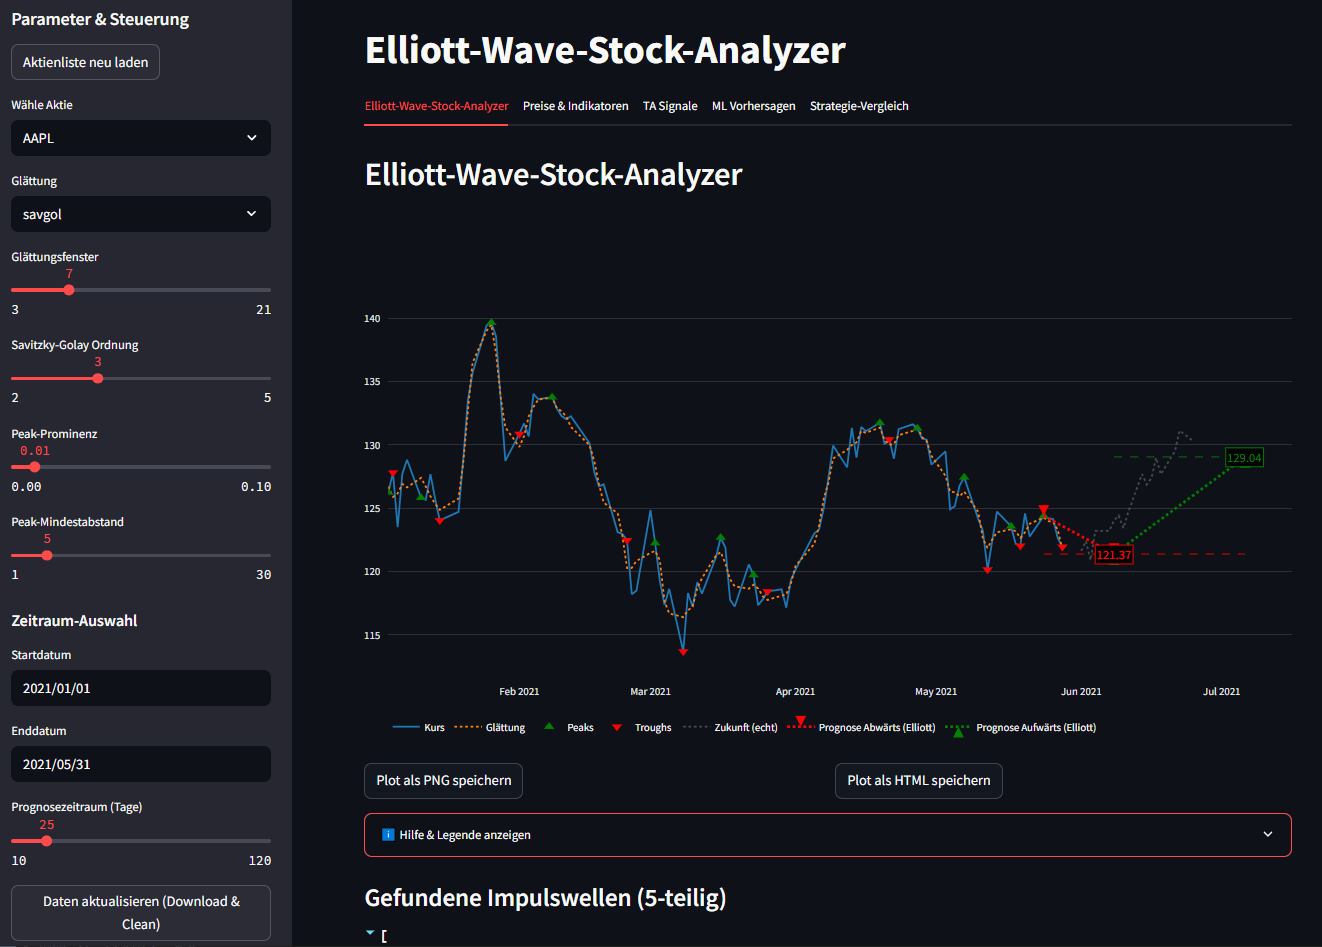 Parameter & Steuerung
Aktienliste neu laden
Wähle Aktie
AAPL
Glättung
savgol
Glättungsfenster
7
3 21
Savitzky-Golay Ordnung
3
2 5
Peak-Prominenz
0.01
0.00 0.10
Peak-Mindestabstand
5
1 30
Zeitraum-Auswahl
Startdatum
2021/01/01
Enddatum
2021/05/31
Prognosezeitraum (Tage)
25
10 120
Daten aktualisieren (Download &
Clean)
Elliott-Wave-Stock-Analyzer
Elliott-Wave-Stock-Analyzer Preise & Indikatoren TA Signale ML Vorhersagen Strategie-Vergleich
Elliott-Wave-Stock-Analyzer
140
135
130
125
120
115
129.04
121.37
Feb 2021 Mar 2021 Apr 2021 May 2021 Jun 2021 Jul 2021
Kurs Glättung Peaks Troughs Zukunft (echt) Prognose Abwärts (Elliott) Prognose Aufwärts (Elliott)
Plot als PNG speichern Plot als HTML speichern
i Hilfe & Legende anzeigen
Gefundene Impulswellen (5-teilig)
[